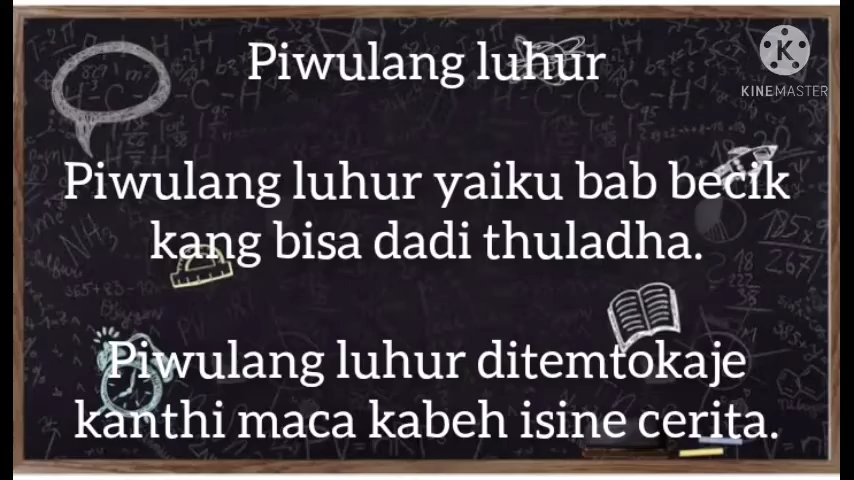 Piwulang luhur
KINEMASTER
Piwulang luhur yaiku bab becik
kang bisa dadi thuladha.
Piwulang luhur ditemtokaje
kanthi maca kabeh isine cerita.